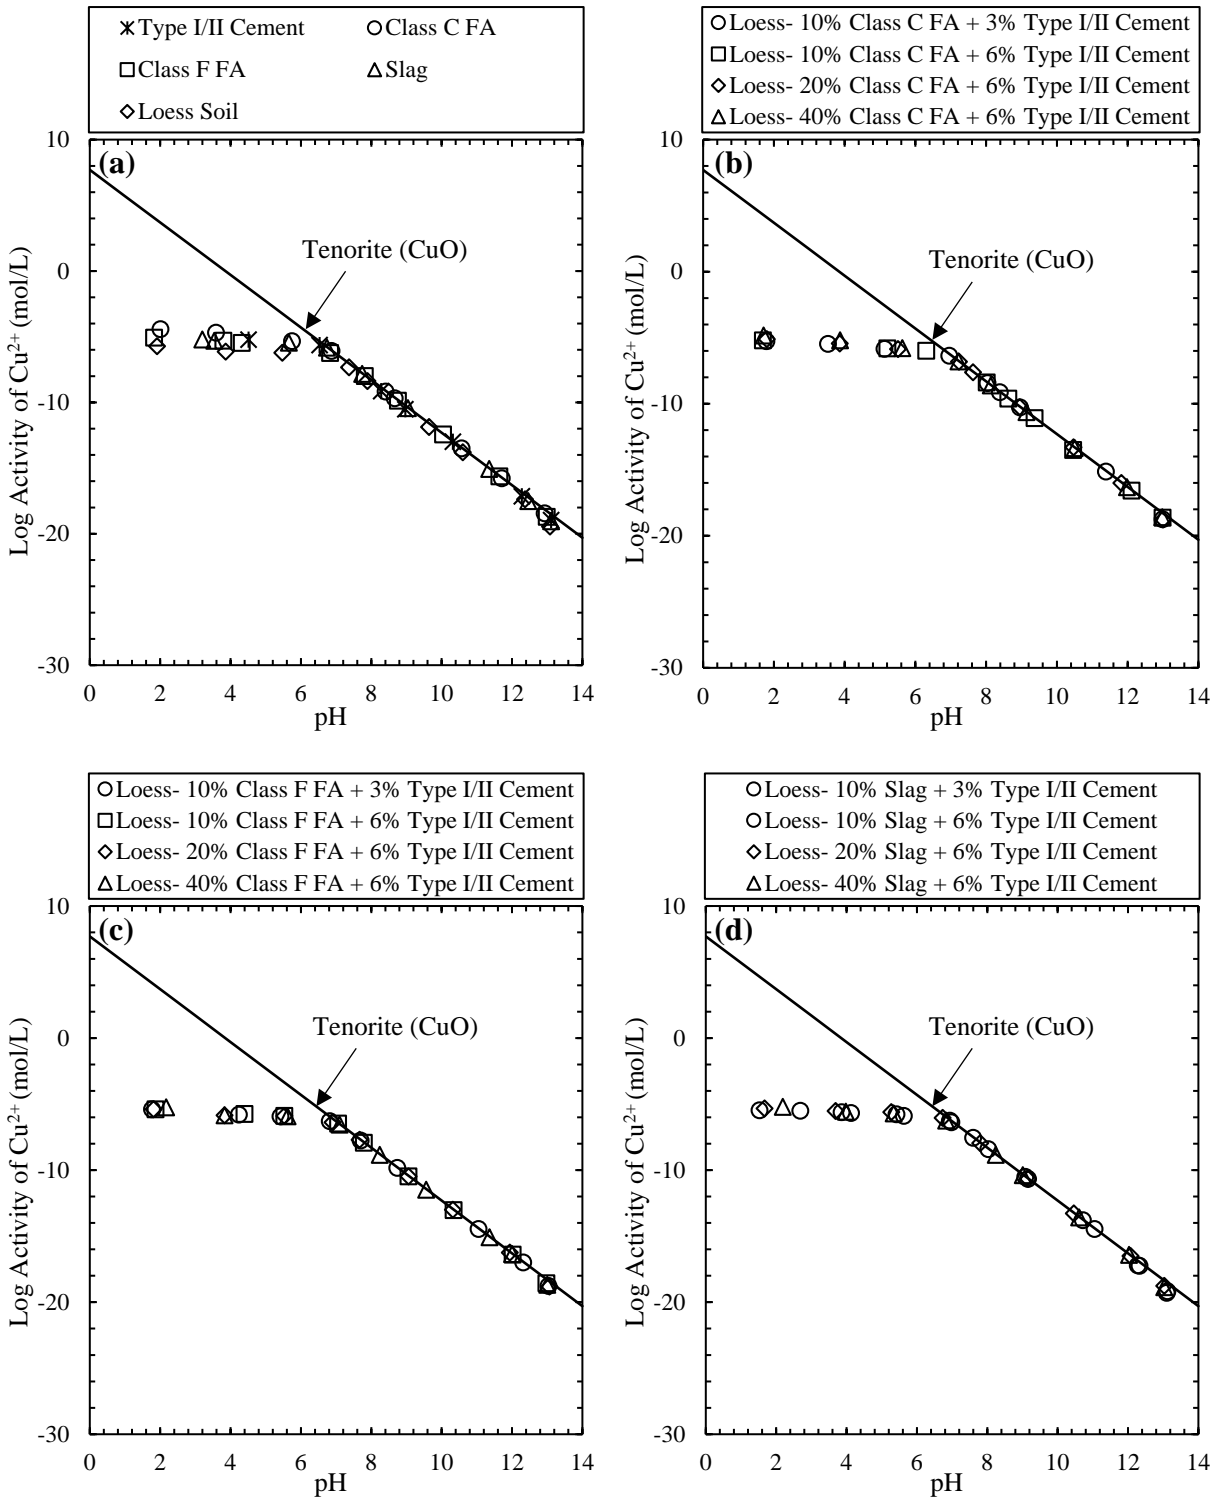 Type I/II Cement Class C FA
Class F FA Slag
Loess Soil
Loess- 10% Class C FA + 3% Type I/II Cement
Loess- 10% Class C FA + 6% Type I/II Cement
Loess- 20% Class C FA + 6% Type I/II Cement
Loess- 40% Class C FA + 6% Type I/II Cement
(a)
Tenorite (CuO)
Log Activity of Cu²⁺ (mol/L)
10
0
-10
-20
-30
0 2 4 6 8 10 12 14
pH
(b)
Tenorite (CuO)
Log Activity of Cu²⁺ (mol/L)
10
0
-10
-20
-30
0 2 4 6 8 10 12 14
pH
Loess- 10% Class F FA + 3% Type I/II Cement
Loess- 10% Class F FA + 6% Type I/II Cement
Loess- 20% Class F FA + 6% Type I/II Cement
Loess- 40% Class F FA + 6% Type I/II Cement
(c)
Tenorite (CuO)
Log Activity of Cu²⁺ (mol/L)
10
0
-10
-20
-30
0 2 4 6 8 10 12 14
pH
Loess- 10% Slag + 3% Type I/II Cement
Loess- 10% Slag + 6% Type I/II Cement
Loess- 20% Slag + 6% Type I/II Cement
Loess- 40% Slag + 6% Type I/II Cement
(d)
Tenorite (CuO)
Log Activity of Cu²⁺ (mol/L)
10
0
-10
-20
-30
0 2 4 6 8 10 12 14
pH